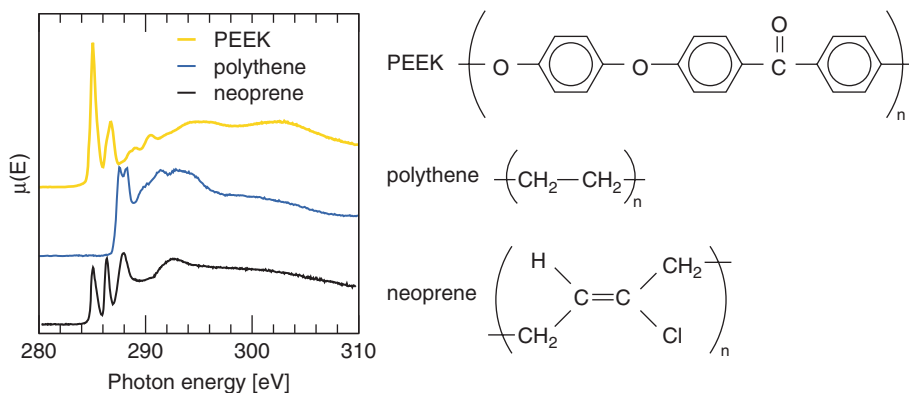 PEEK
polythene
neoprene
μ(E)
280 290 300 310
Photon energy [eV]
PEEK O O O C n
polythene CH2 CH2 n
neoprene H CH2 C C CH2 Cl n